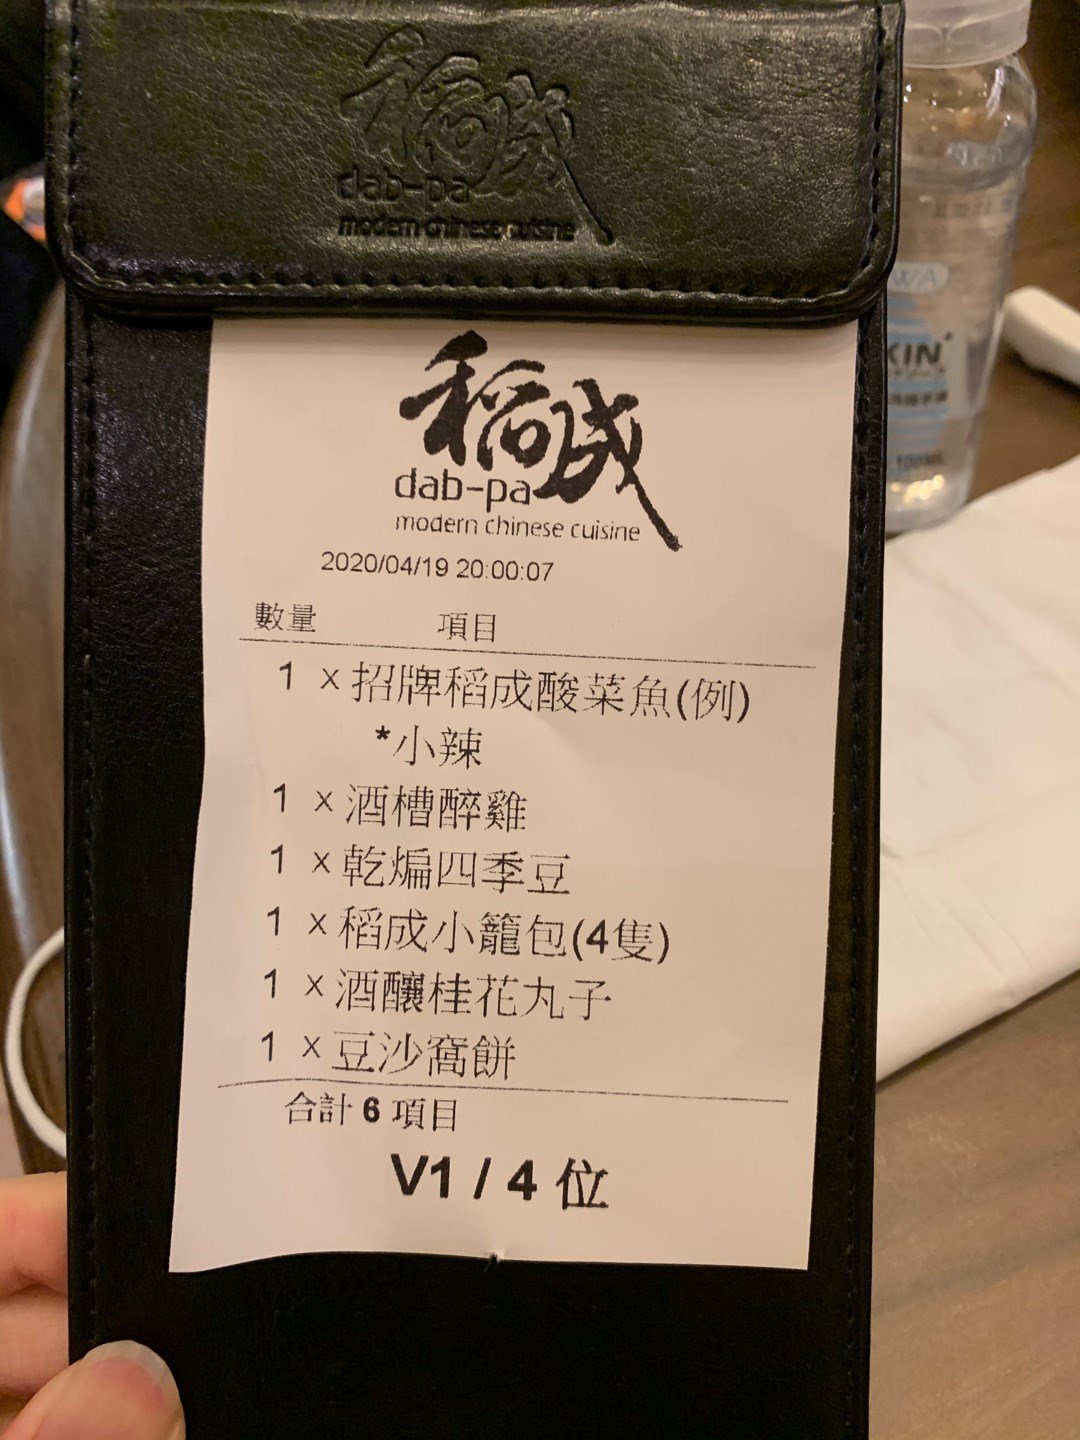 稻成
dab-pa
modern chinese cuisine
稻成
dab-pa
modern chinese cuisine
2020/04/19 20:00:07
數量 項目
1 x 招牌稻成酸菜魚(例)
*小辣
1 x 酒槽醉雞
1 x 乾煸四季豆
1 x 稻成小籠包(4隻)
1 x 酒釀桂花丸子
1 x 豆沙窩餅
合計 6 項目
V1 / 4 位
KIN
100ML